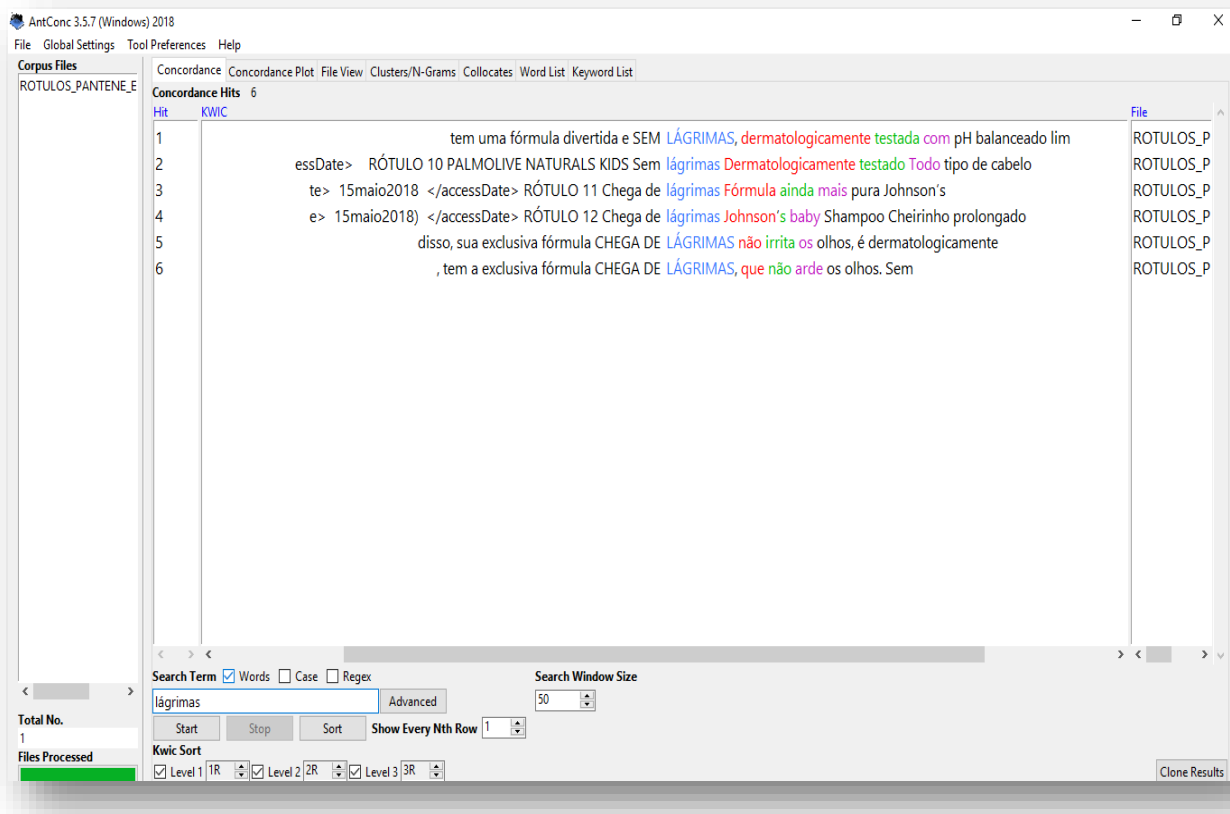 AntConc 3.5.7 (Windows) 2018
File Global Settings Tool Preferences Help
Corpus Files
ROTULOS_PANTENE_E
Concordance Concordance Plot File View Clusters/N-Grams Collocates Word List Keyword List
Concordance Hits 6
Hit KWIC File
1 tem uma fórmula divertida e SEM LÁGRIMAS, dermatologicamente testada com pH balanceado lim ROTULOS_P
2 essDate> RÓTULO 10 PALMOLIVE NATURALS KIDS Sem lágrimas Dermatologicamente testado Todo tipo de cabelo ROTULOS_P
3 te> 15maio2018 </accessDate> RÓTULO 11 Chega de lágrimas Fórmula ainda mais pura Johnson’s ROTULOS_P
4 e> 15maio2018) </accessDate> RÓTULO 12 Chega de lágrimas Johnson’s baby Shampoo Cheirinho prolongado ROTULOS_P
5 disso, sua exclusiva fórmula CHEGA DE LÁGRIMAS não irrita os olhos, é dermatologicamente ROTULOS_P
6 , tem a exclusiva fórmula CHEGA DE LÁGRIMAS, que não arde os olhos. Sem ROTULOS_P
Search Term Words Case Regex Search Window Size
lágrimas Advanced 50
Total No.
1
Start Stop Sort Show Every Nth Row 1
Files Processed
Kwic Sort
Level 1 1R Level 2 2R Level 3 3R Clone Results